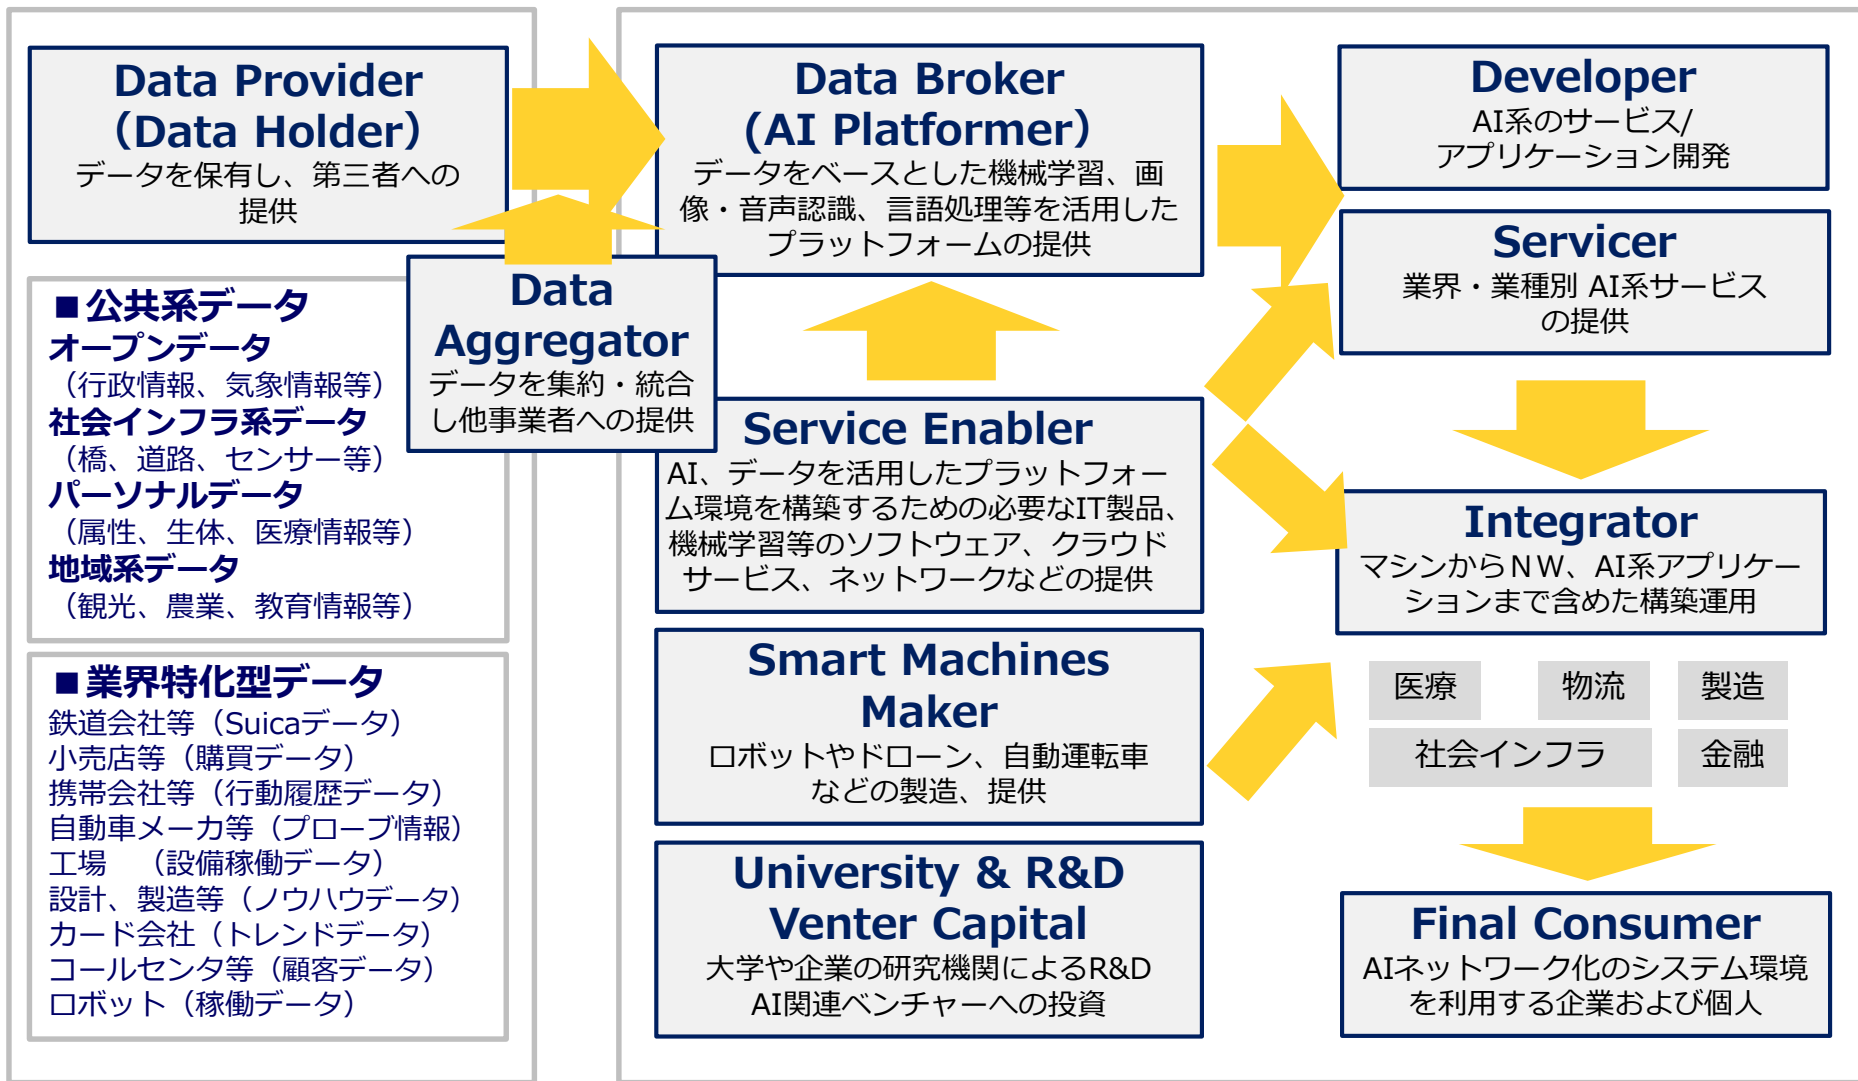 Data Provider
（Data Holder）
データを保有し、第三者への
提供
■公共系データ
オープンデータ
（行政情報、気象情報等）
社会インフラ系データ
（橋、道路、センサー等）
パーソナルデータ
（属性、生体、医療情報等）
地域系データ
（観光、農業、教育情報等）
■業界特化型データ
鉄道会社等（Suicaデータ）
小売店等（購買データ）
携帯会社等（行動履歴データ）
自動車メーカ等（プローブ情報）
工場　（設備稼働データ）
設計、製造等（ノウハウデータ）
カード会社（トレンドデータ）
コールセンタ等（顧客データ）
ロボット（稼働データ）
Data
Aggregator
データを集約・統合
し他事業者への提供
Data Broker
(AI Platformer）
データをベースとした機械学習、画
像・音声認識、言語処理等を活用した
プラットフォームの提供
Service Enabler
AI、データを活用したプラットフォー
ム環境を構築するための必要なIT製品、
機械学習等のソフトウェア、クラウド
サービス、ネットワークなどの提供
Smart Machines
Maker
ロボットやドローン、自動運転車
などの製造、提供
University & R&D
Venter Capital
大学や企業の研究機関によるR&D
AI関連ベンチャーへの投資
Developer
AI系のサービス/
アプリケーション開発
Servicer
業界・業種別 AI系サービス
の提供
Integrator
マシンからＮＷ、AI系アプリケー
ションまで含めた構築運用
医療 物流 製造
社会インフラ 金融
Final Consumer
AIネットワーク化のシステム環境
を利用する企業および個人